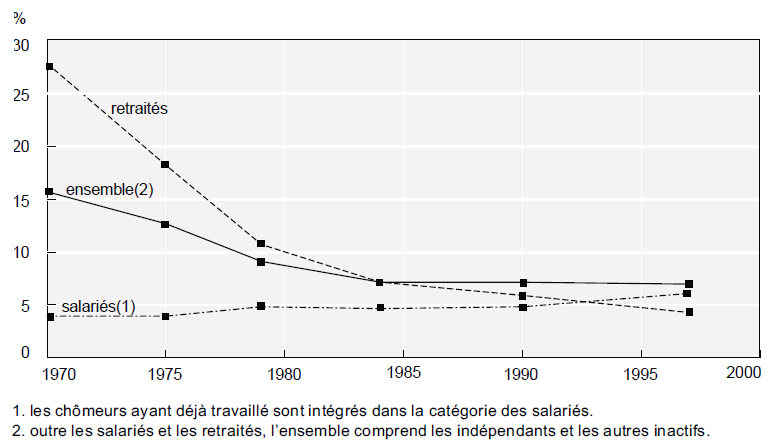 %
30
25
20
15
10
5
0
retraités
ensemble(2)
salariés(1)
1970 1975 1980 1985 1990 1995 2000
1. les chômeurs ayant déjà travaillé sont intégrés dans la catégorie des salariés.
2. outre les salariés et les retraités, l'ensemble comprend les indépendants et les autres inactifs.